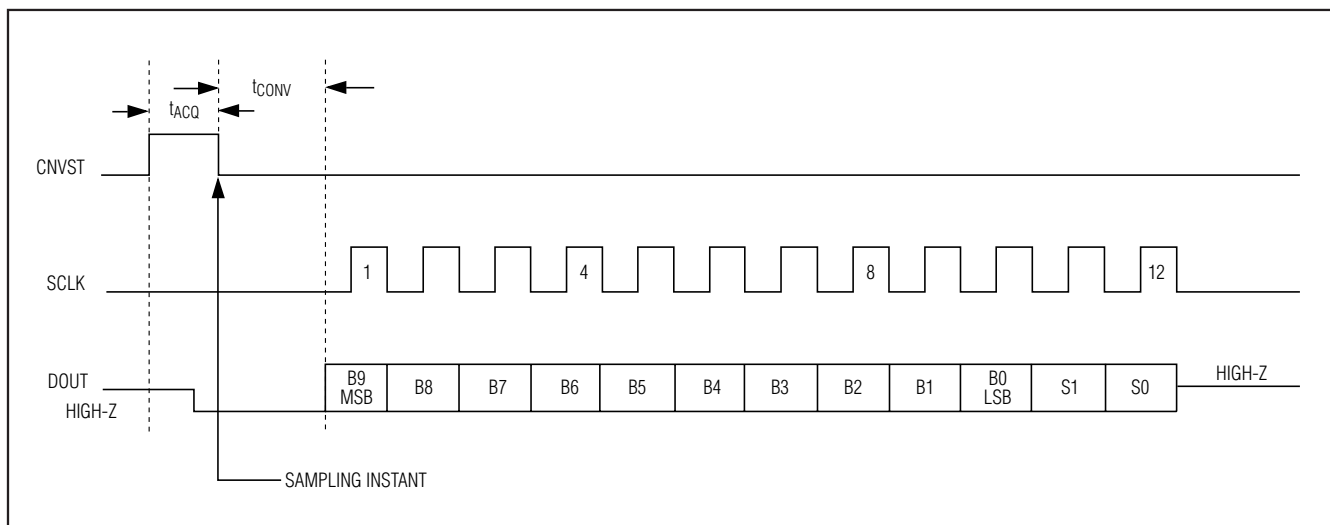 tCONV
tACQ
CNVST
1 4 8 12
SCLK
DOUT
HIGH-Z
B9 MSB B8 B7 B6 B5 B4 B3 B2 B1 B0 LSB S1 S0
HIGH-Z
SAMPLING INSTANT